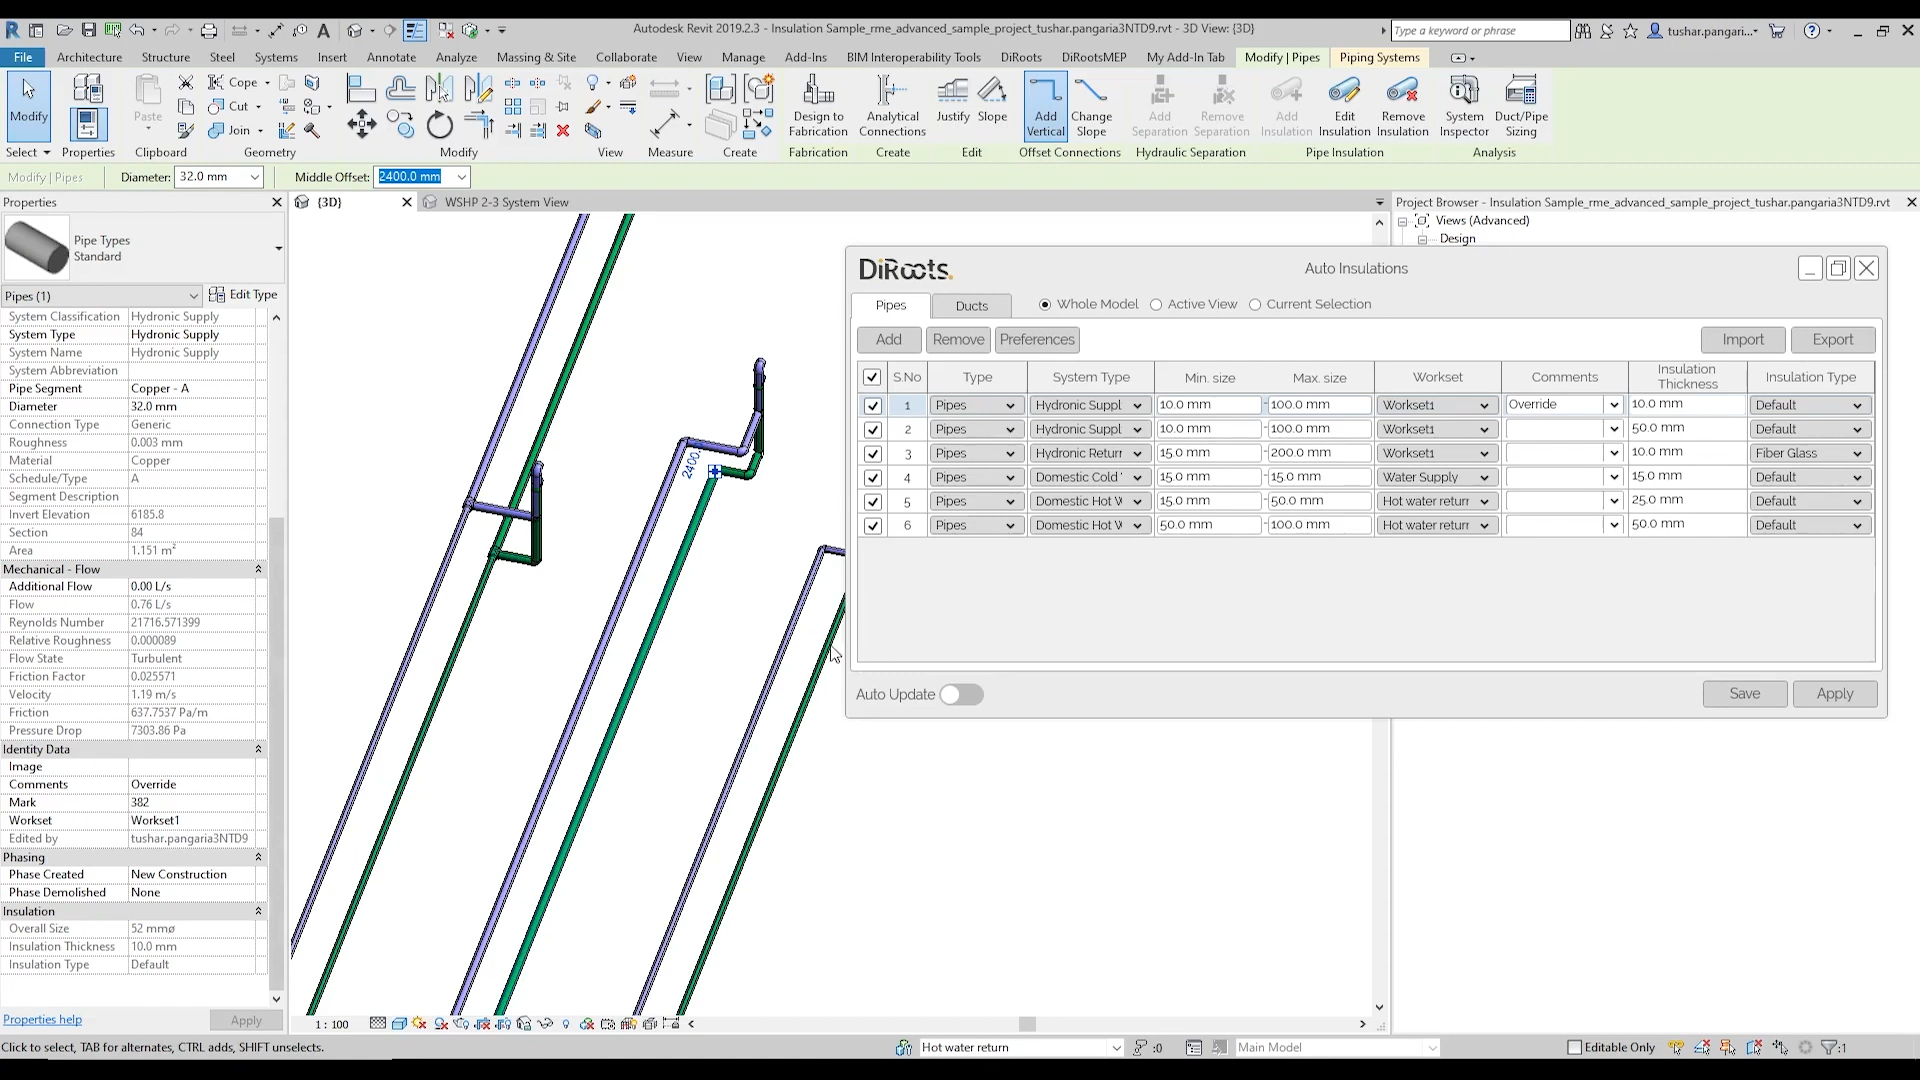 Autodesk Revit 2019.2.3 - Insulation Sample_rme_advanced_sample_project_tushar.pangaria3NTD9.rvt - 3D View: {3D}
Type a keyword or phrase
tushar.pangari...
File Architecture Structure Steel Systems Insert Annotate Analyze Massing & Site Collaborate View Manage Add-Ins BIM Interoperability Tools DiRoots DiRootsMEP My Add-In Tab Modify | Pipes Piping Systems
Modify
Paste
Cope
Cut
Join
Design to Fabrication
Analytical Connections
Justify
Slope
Add Vertical
Change Slope
Add Separation
Remove Separation
Add Insulation
Edit Insulation
Remove Insulation
System Inspector
Duct/Pipe Sizing
Select Properties Clipboard Geometry Modify View Measure Create Fabrication Create Edit Offset Connections Hydraulic Separation Pipe Insulation Analysis
Modify | Pipes Diameter: 32.0 mm Middle Offset: 2400.0 mm
Properties
{3D}
WSHP 2-3 System View
Project Browser - Insulation Sample_rme_advanced_sample_project_tushar.pangaria3NTD9.rvt
Views (Advanced)
Design
Pipe Types
Standard
Pipes (1)
Edit Type
System Classification Hydronic Supply
System Type Hydronic Supply
System Name Hydronic Supply
System Abbreviation
Pipe Segment Copper - A
Diameter 32.0 mm
Connection Type Generic
Roughness 0.003 mm
Material Copper
Schedule/Type A
Segment Description
Invert Elevation 6185.8
Section 84
Area 1.151 m²
Mechanical - Flow
Additional Flow 0.00 L/s
Flow 0.76 L/s
Reynolds Number 21716.571399
Relative Roughness 0.000089
Flow State Turbulent
Friction Factor 0.025571
Velocity 1.19 m/s
Friction 637.7537 Pa/m
Pressure Drop 7303.86 Pa
Identity Data
Image
Comments Override
Mark 382
Workset Workset1
Edited by tushar.pangaria3NTD9
Phasing
Phase Created New Construction
Phase Demolished None
Insulation
Overall Size 52 mmø
Insulation Thickness 10.0 mm
Insulation Type Default
Properties help
Apply
2400.
DiRoots.
Auto Insulations
Pipes
Ducts
Whole Model Active View Current Selection
Add Remove Preferences Import Export
S.No Type System Type Min. size Max. size Workset Comments Insulation Thickness Insulation Type
1 Pipes Hydronic Suppl 10.0 mm - 100.0 mm Workset1 Override 10.0 mm Default
2 Pipes Hydronic Suppl 10.0 mm - 100.0 mm Workset1 50.0 mm Default
3 Pipes Hydronic Returr 15.0 mm - 200.0 mm Workset1 10.0 mm Fiber Glass
4 Pipes Domestic Cold 15.0 mm - 15.0 mm Water Supply 15.0 mm Default
5 Pipes Domestic Hot V 15.0 mm - 50.0 mm Hot water returr 25.0 mm Default
6 Pipes Domestic Hot V 50.0 mm - 100.0 mm Hot water returr 50.0 mm Default
Auto Update
Save
Apply
1 : 100
Click to select, TAB for alternates, CTRL adds, SHIFT unselects.
Hot water return
:0
Main Model
Editable Only
:1